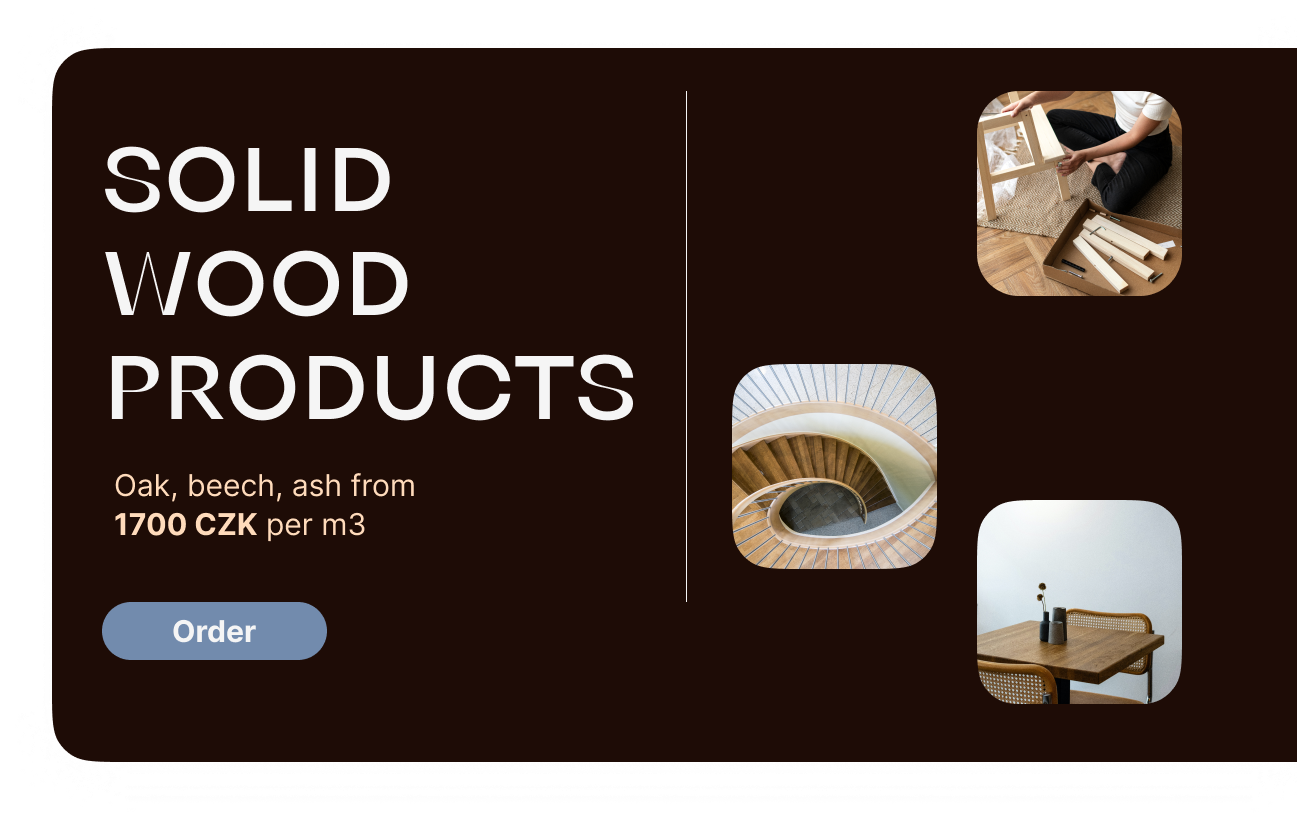 SOLID
WOOD
PRODUCTS
Oak, beech, ash from
1700 CZK per m3
Order